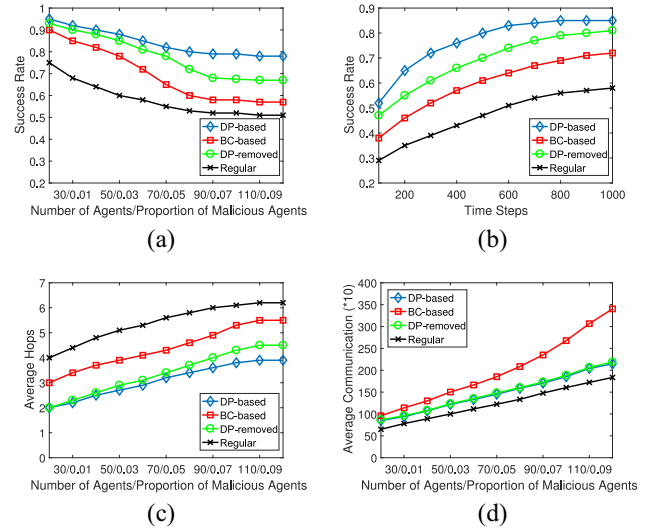 (a)
Success Rate
1
0.9
0.8
0.7
0.6
0.5
0.4
0.3
0.2
DP-based
BC-based
DP-removed
Regular
30/0.01 50/0.03 70/0.05 90/0.07 110/0.09
Number of Agents/Proportion of Malicious Agents
(a)
Success Rate
0.9
0.8
0.7
0.6
0.5
0.4
0.3
0.2
DP-based
BC-based
DP-removed
Regular
200 400 600 800 1000
Time Steps
(b)
Average Hops
7
6
5
4
3
2
1
0
DP-based
BC-based
DP-removed
Regular
30/0.01 50/0.03 70/0.05 90/0.07 110/0.09
Number of Agents/Proportion of Malicious Agents
(c)
Average Communication (*10)
400
350
300
250
200
150
100
50
0
DP-based
BC-based
DP-removed
Regular
30/0.01 50/0.03 70/0.05 90/0.07 110/0.09
Number of Agents/Proportion of Malicious Agents
(d)